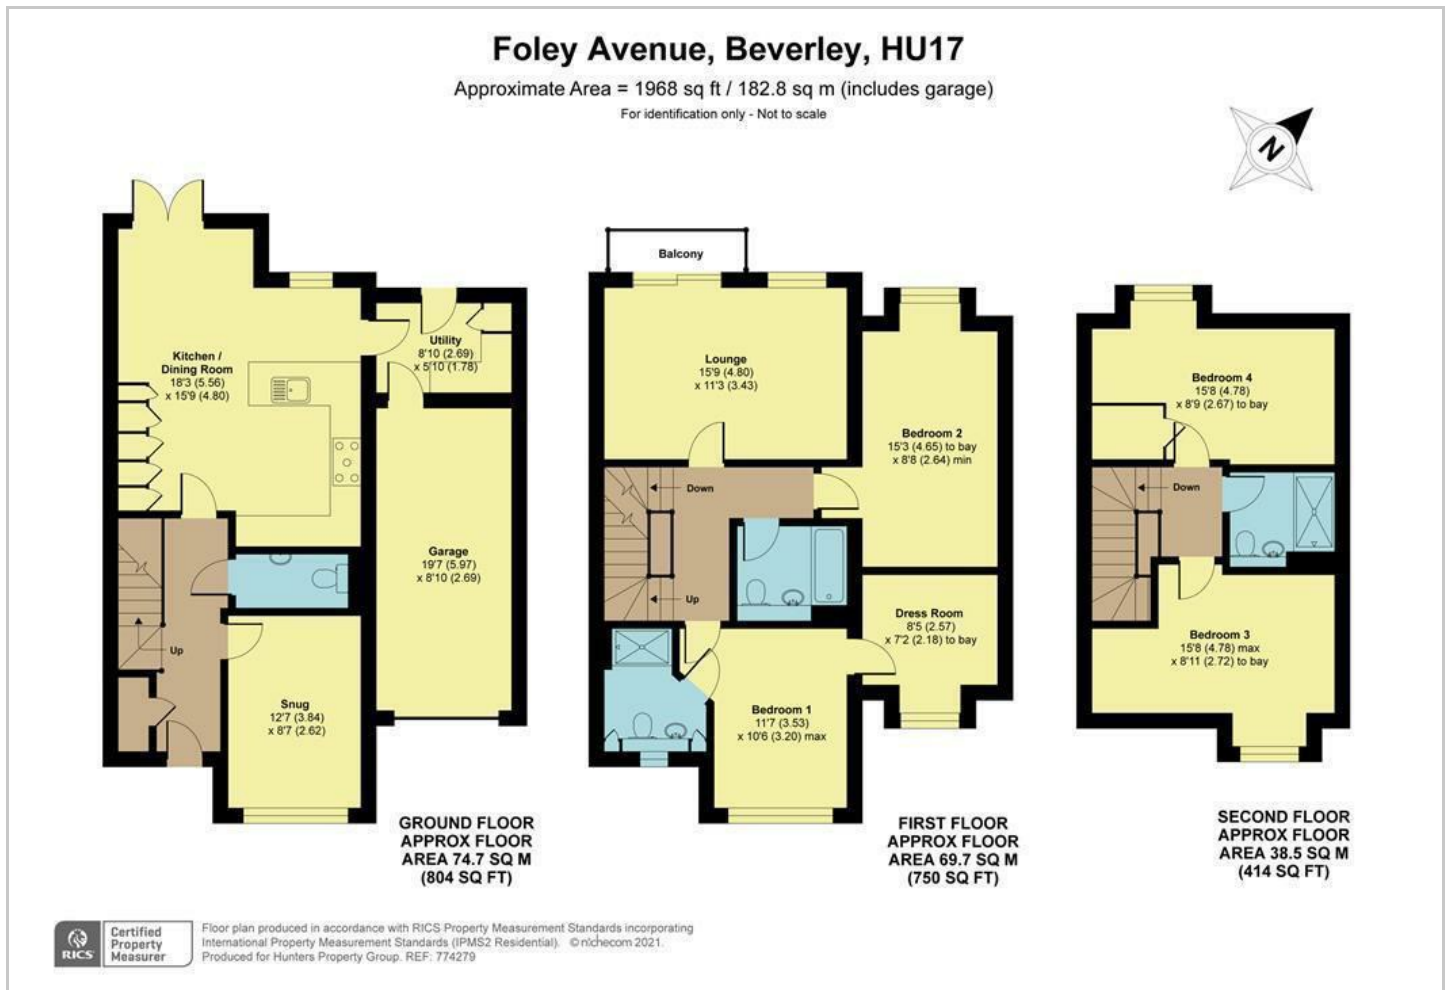 Foley Avenue, Beverley, HU17
Approximate Area = 1968 sq ft / 182.8 sq m (includes garage)
For identification only - Not to scale
N
Kitchen /
Dining Room
18'3 (5.56)
x 15'9 (4.80)
Utility
8'10 (2.69)
x 5'10 (1.78)
Garage
19'7 (5.97)
x 8'10 (2.69)
Up
Snug
12'7 (3.84)
x 8'7 (2.62)
GROUND FLOOR
APPROX FLOOR
AREA 74.7 SQ M
(804 SQ FT)
Balcony
Lounge
15'9 (4.80)
x 11'3 (3.43)
Bedroom 2
15'3 (4.65) to bay
x 8'8 (2.64) min
Down
Up
Dress Room
8'5 (2.57)
x 7'2 (2.18) to bay
Bedroom 1
11'7 (3.53)
x 10'6 (3.20) max
FIRST FLOOR
APPROX FLOOR
AREA 69.7 SQ M
(750 SQ FT)
Bedroom 4
15'8 (4.78)
x 8'9 (2.67) to bay
Down
Bedroom 3
15'8 (4.78) max
x 8'11 (2.72) to bay
SECOND FLOOR
APPROX FLOOR
AREA 38.5 SQ M
(414 SQ FT)
RICS
Certified
Property
Measurer
Floor plan produced in accordance with RICS Property Measurement Standards incorporating
International Property Measurement Standards (IPMS2 Residential). © nichecom 2021.
Produced for Hunters Property Group. REF: 774279